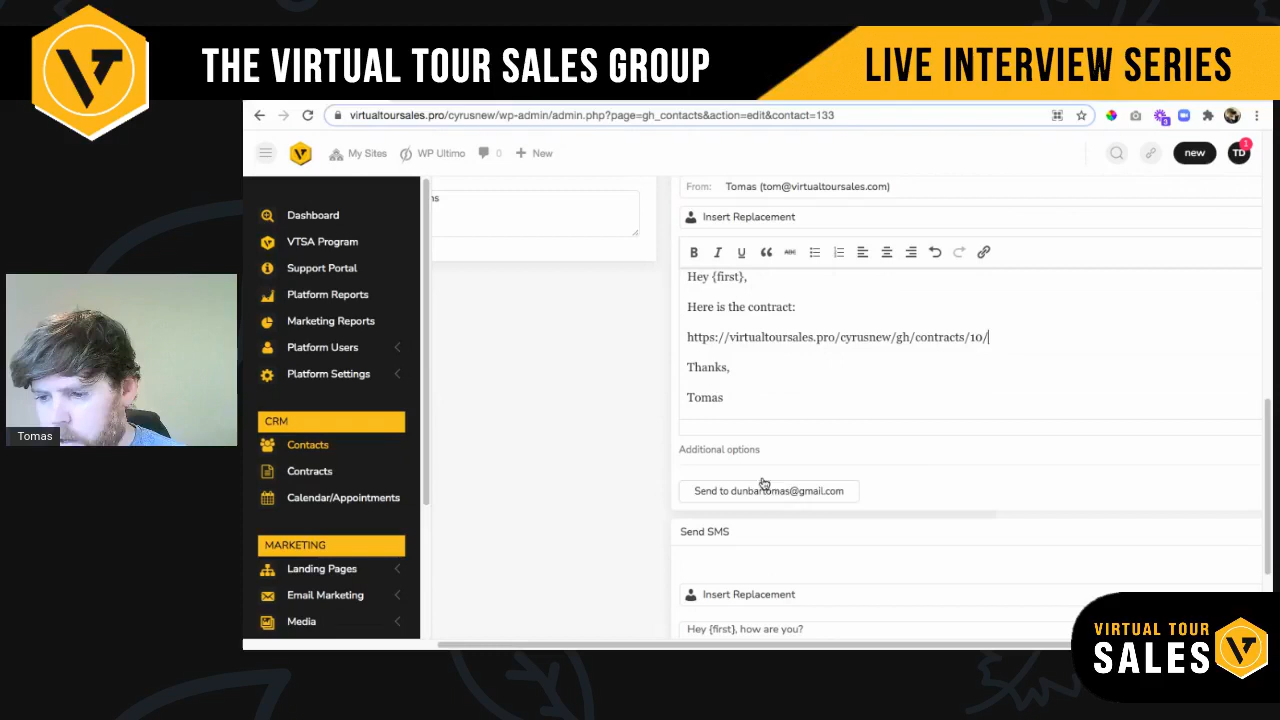 THE VIRTUAL TOUR SALES GROUP
LIVE INTERVIEW SERIES
virtualtoursales.pro/cyrusnew/wp-admin/admin.php?page=gh_contacts&action=edit&contact=133
My Sites
WP Ultimo
0
New
new
TD
1
3
ns
Dashboard
VTSA Program
Support Portal
Platform Reports
Marketing Reports
Platform Users
Platform Settings
CRM
Contacts
Contracts
Calendar/Appointments
MARKETING
Landing Pages
Email Marketing
Media
From: Tomas (tom@virtualtoursales.com)
Insert Replacement
B I U ABC
Hey {first},
Here is the contract:
https://virtualtoursales.pro/cyrusnew/gh/contracts/10/
Thanks,
Tomas
Additional options
Send to dunbartomas@gmail.com
Send SMS
Insert Replacement
Hey {first}, how are you?
Tomas
VIRTUAL TOUR
SALES